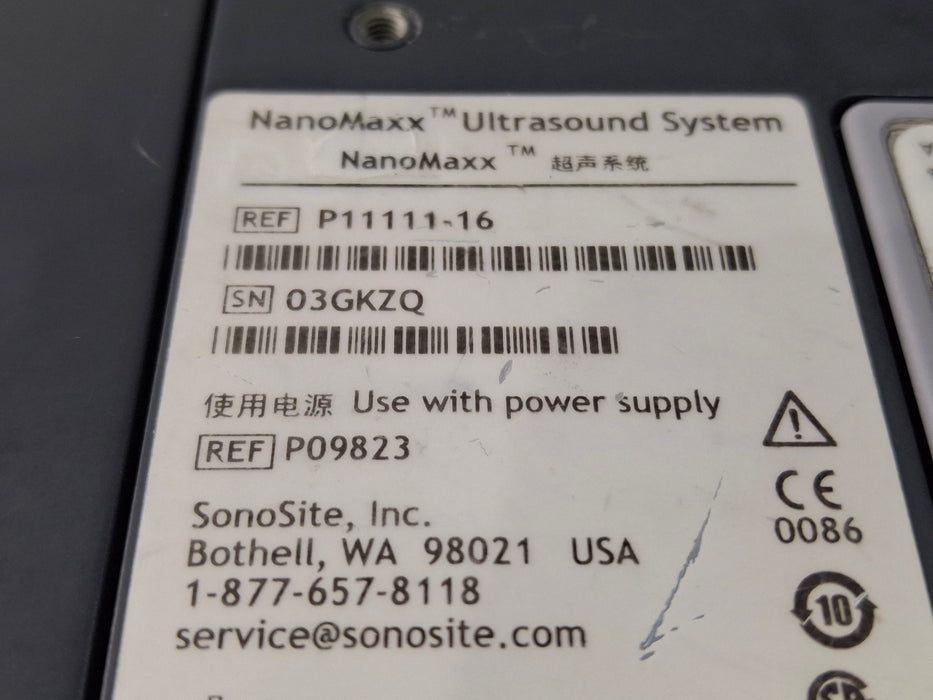 NanoMaxx™ Ultrasound System
NanoMaxx™ 超声系统
REF P11111-16
SN 03GKZQ
使用电源 Use with power supply
REF P09823
SonoSite, Inc.
Bothell, WA 98021 USA
1-877-657-8118
service@sonosite.com
CE
0086
10